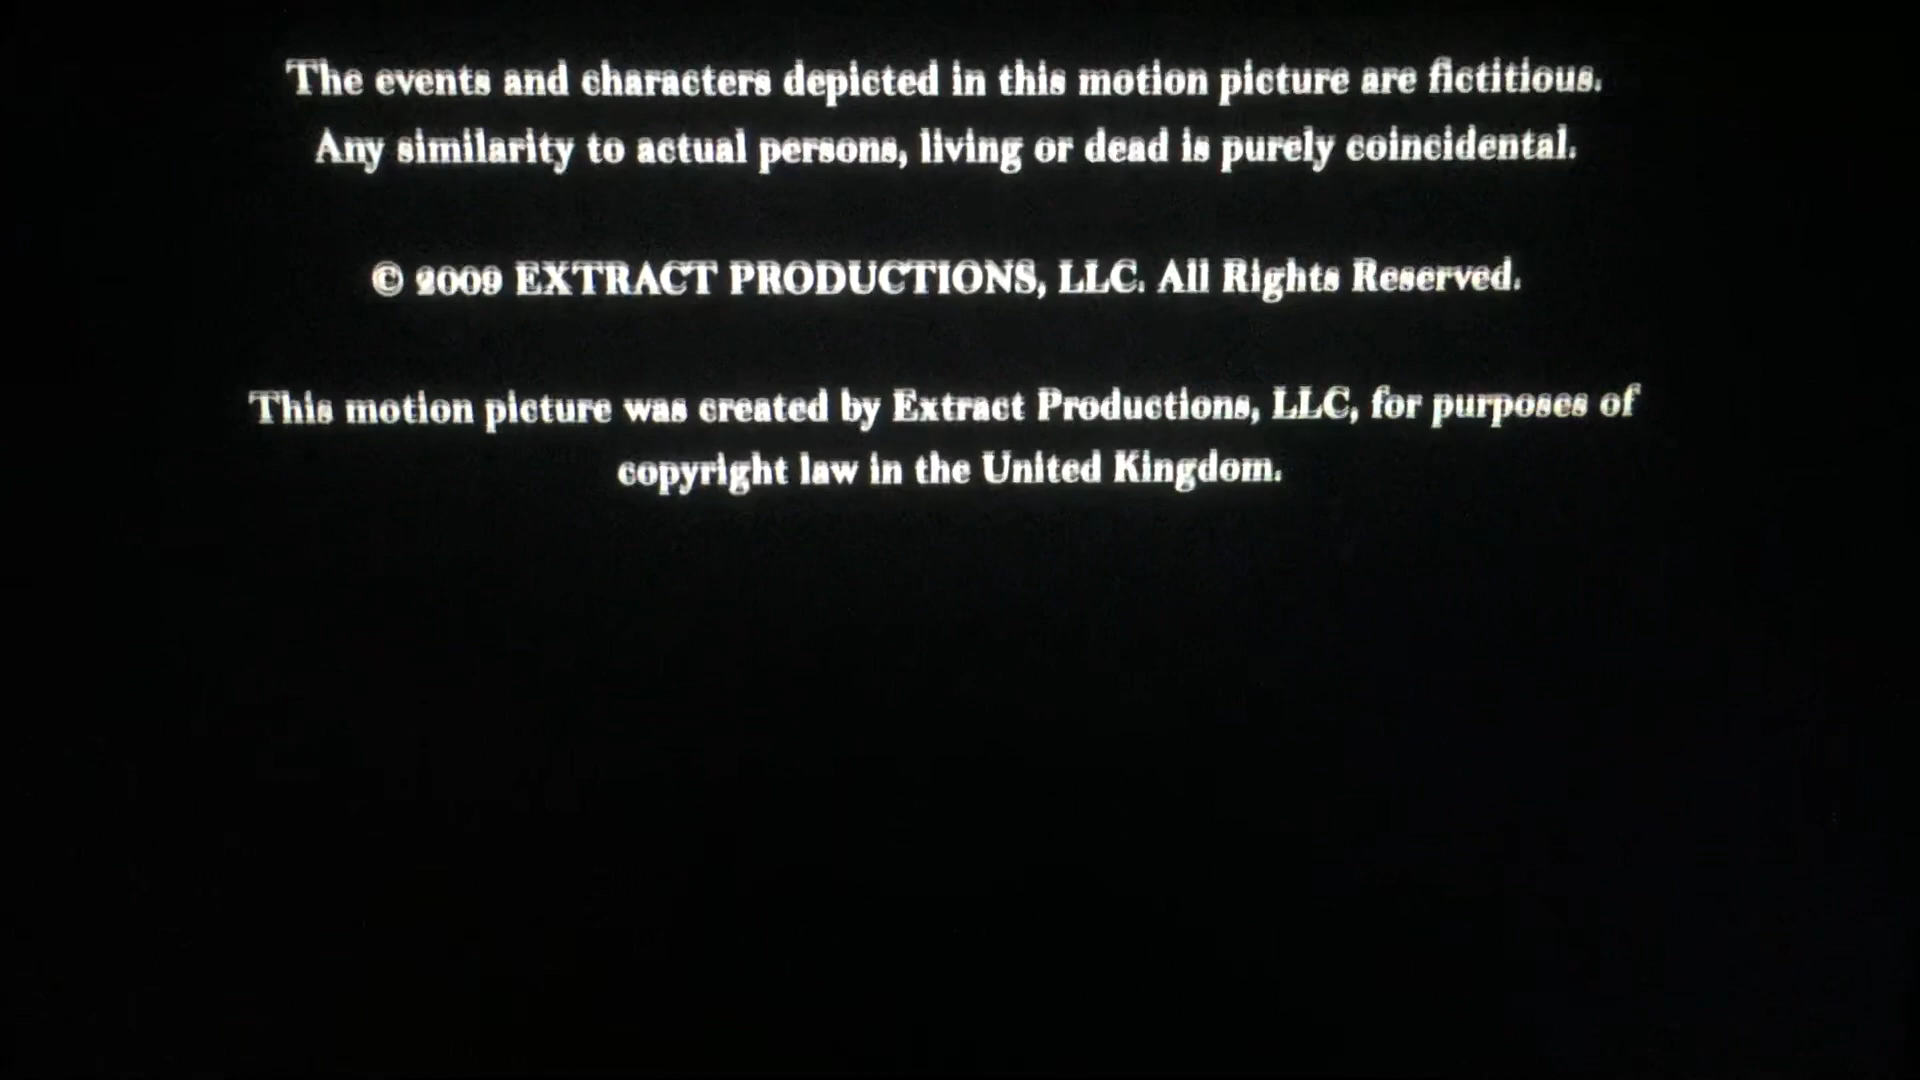 The events and characters depicted in this motion picture are fictitious.
Any similarity to actual persons, living or dead is purely coincidental.
© 2009 EXTRACT PRODUCTIONS, LLC. All Rights Reserved.
This motion picture was created by Extract Productions, LLC, for purposes of
copyright law in the United Kingdom.